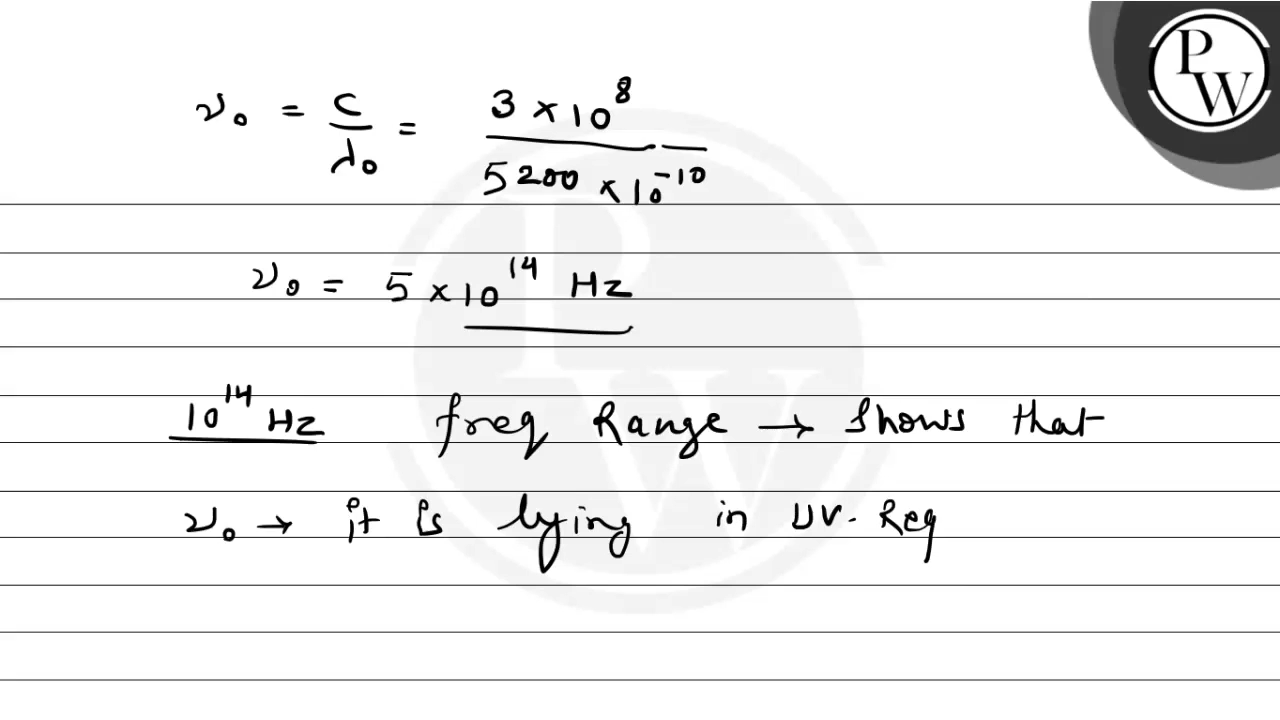 ν₀ = c/λ₀ = 3 × 10⁸ / 5200 × 10⁻¹⁰
ν₀ = 5 × 10¹⁴ Hz
10¹⁴ Hz freq Range → shows that
ν₀ → it is lying in UV. Reg
PW